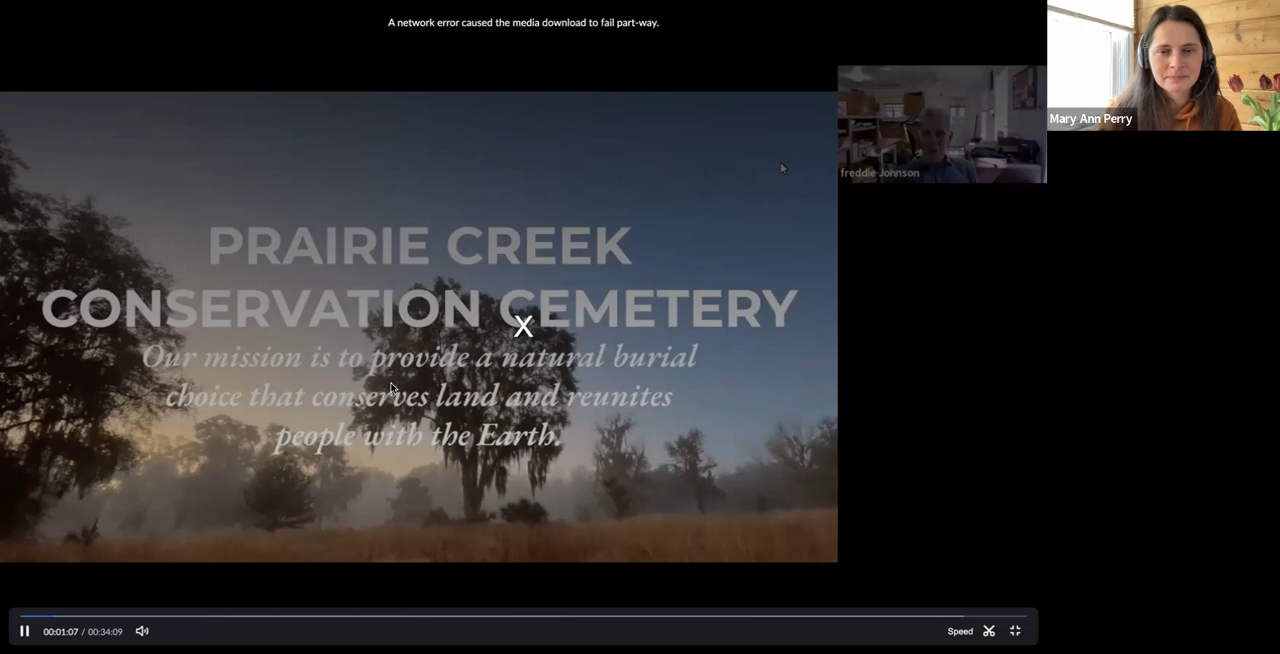 A network error caused the media download to fail part-way.
Mary Ann Perry
freddie Johnson
PRAIRIE CREEK
CONSERVATION CEMETERY
X
Our mission is to provide a natural burial
choice that conserves land and reunites
people with the Earth.
00:01:07 / 00:34:09
Speed